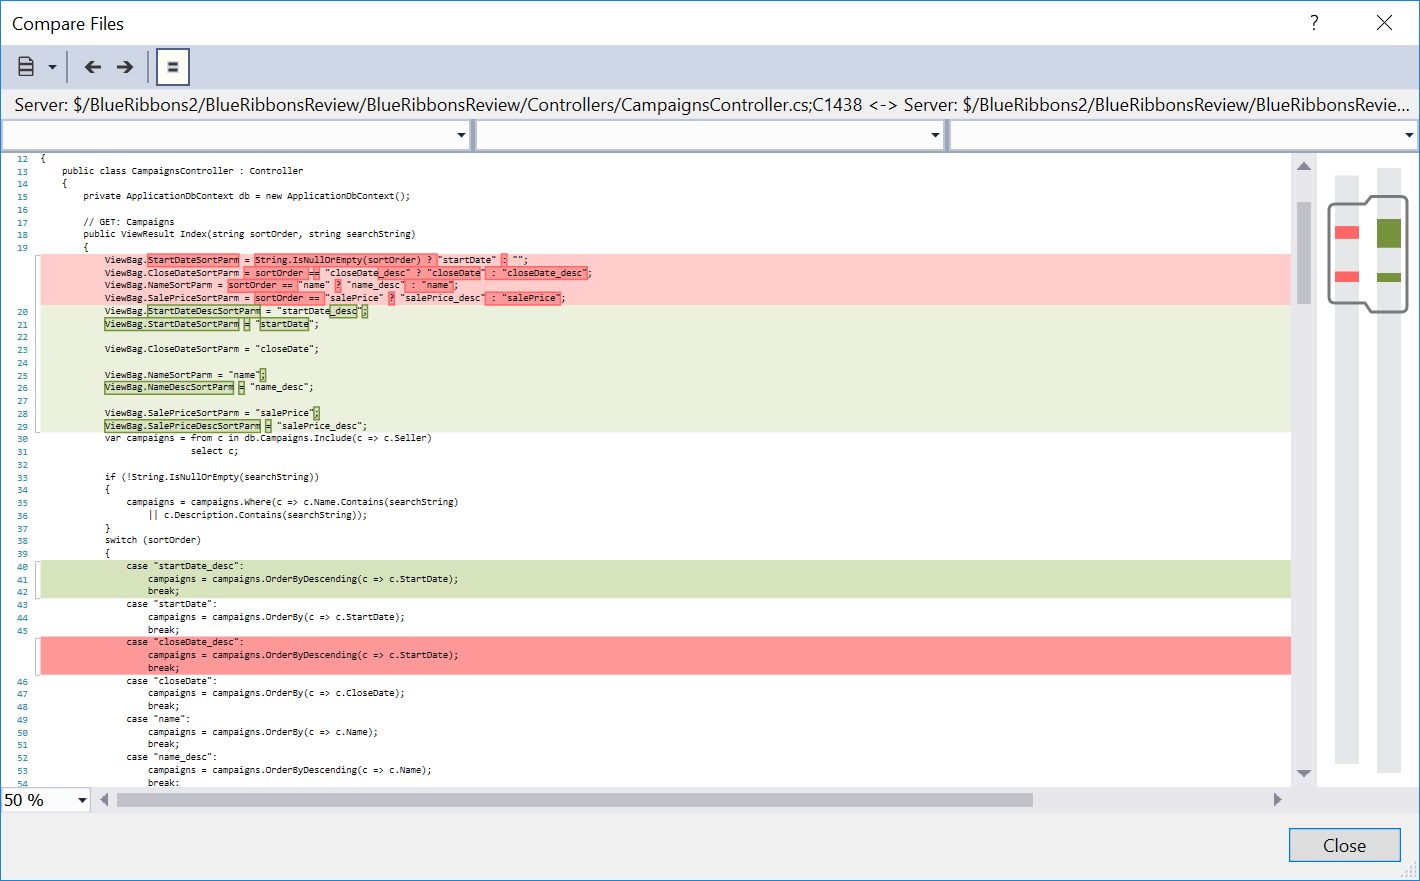 Compare Files
?
Server: $/BlueRibbons2/BlueRibbonsReview/BlueRibbonsReview/Controllers/CampaignsController.cs;C1438 <-> Server: $/BlueRibbons2/BlueRibbonsReview/BlueRibbonsRevie...
12 {
13 public class CampaignsController : Controller
14 {
15 private ApplicationDbContext db = new ApplicationDbContext();
16
17 // GET: Campaigns
18 public ViewResult Index(string sortOrder, string searchString)
19 {
ViewBag.StartDateSortParm = String.IsNullOrEmpty(sortOrder) ? "startDate" : "";
ViewBag.CloseDateSortParm = sortOrder == "closeDate_desc" ? "closeDate" : "closeDate_desc";
ViewBag.NameSortParm = sortOrder == "name" ? "name_desc" : "name";
ViewBag.SalePriceSortParm = sortOrder == "salePrice" ? "salePrice_desc" : "salePrice";
20 ViewBag.StartDateDescSortParm = "startDate_desc";
21 ViewBag.StartDateSortParm = "startDate";
22
23 ViewBag.CloseDateSortParm = "closeDate";
24
25 ViewBag.NameSortParm = "name";
26 ViewBag.NameDescSortParm = "name_desc";
27
28 ViewBag.SalePriceSortParm = "salePrice";
29 ViewBag.SalePriceDescSortParm = "salePrice_desc";
30 var campaigns = from c in db.Campaigns.Include(c => c.Seller)
31 select c;
32
33 if (!String.IsNullOrEmpty(searchString))
34 {
35 campaigns = campaigns.Where(c => c.Name.Contains(searchString)
36 || c.Description.Contains(searchString));
37 }
38 switch (sortOrder)
39 {
40 case "startDate_desc":
41 campaigns = campaigns.OrderByDescending(c => c.StartDate);
42 break;
43 case "startDate":
44 campaigns = campaigns.OrderBy(c => c.StartDate);
45 break;
case "closeDate_desc":
campaigns = campaigns.OrderByDescending(c => c.StartDate);
break;
46 case "closeDate":
47 campaigns = campaigns.OrderBy(c => c.CloseDate);
48 break;
49 case "name":
50 campaigns = campaigns.OrderBy(c => c.Name);
51 break;
52 case "name_desc":
53 campaigns = campaigns.OrderByDescending(c => c.Name);
54 break;
50 %
Close